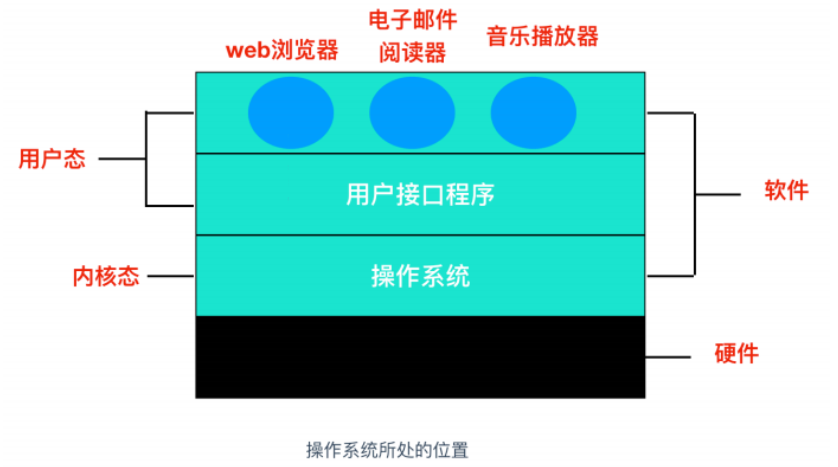 电子邮件
web浏览器
阅读器
音乐播放器
用户态
用户接口程序
软件
内核态
操作系统
硬件
操作系统所处的位置